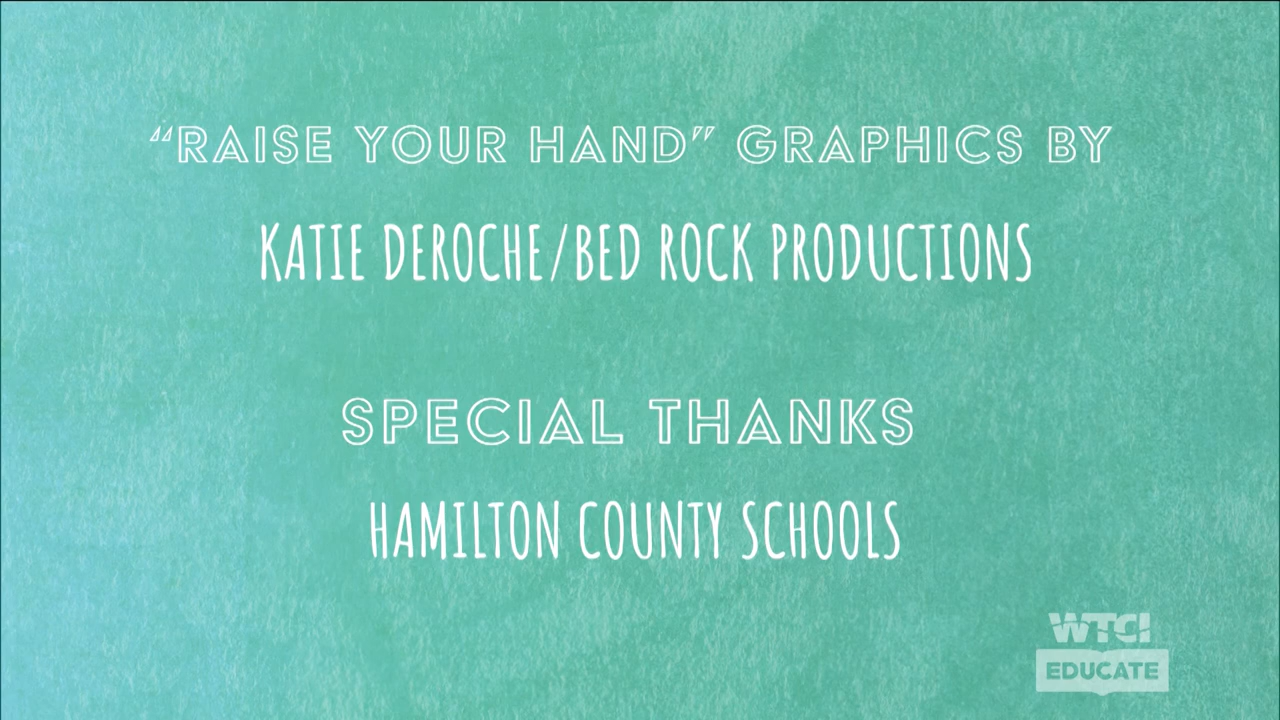 “RAISE YOUR HAND” GRAPHICS BY
KATIE DEROCHE/BED ROCK PRODUCTIONS
SPECIAL THANKS
HAMILTON COUNTY SCHOOLS
WTCI
EDUCATE